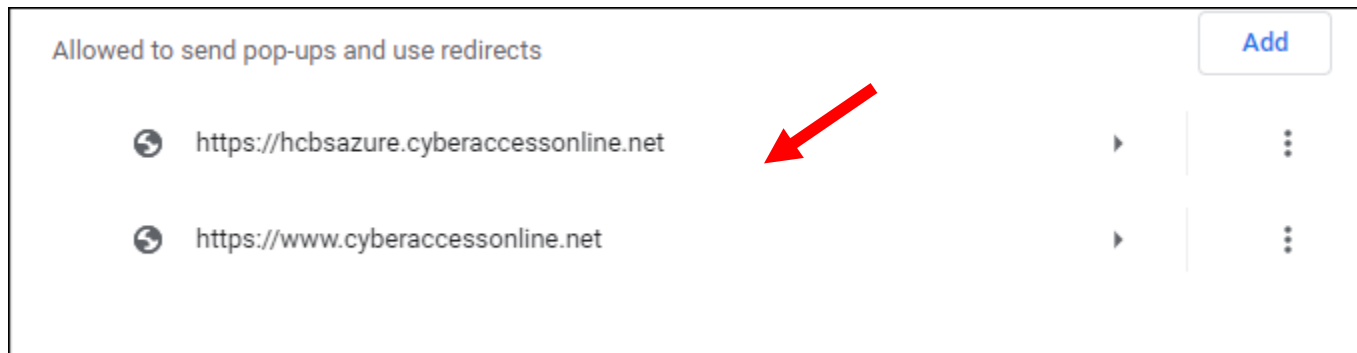 Allowed to send pop-ups and use redirects
Add
https://hcbsazure.cyberaccessonline.net
https://www.cyberaccessonline.net